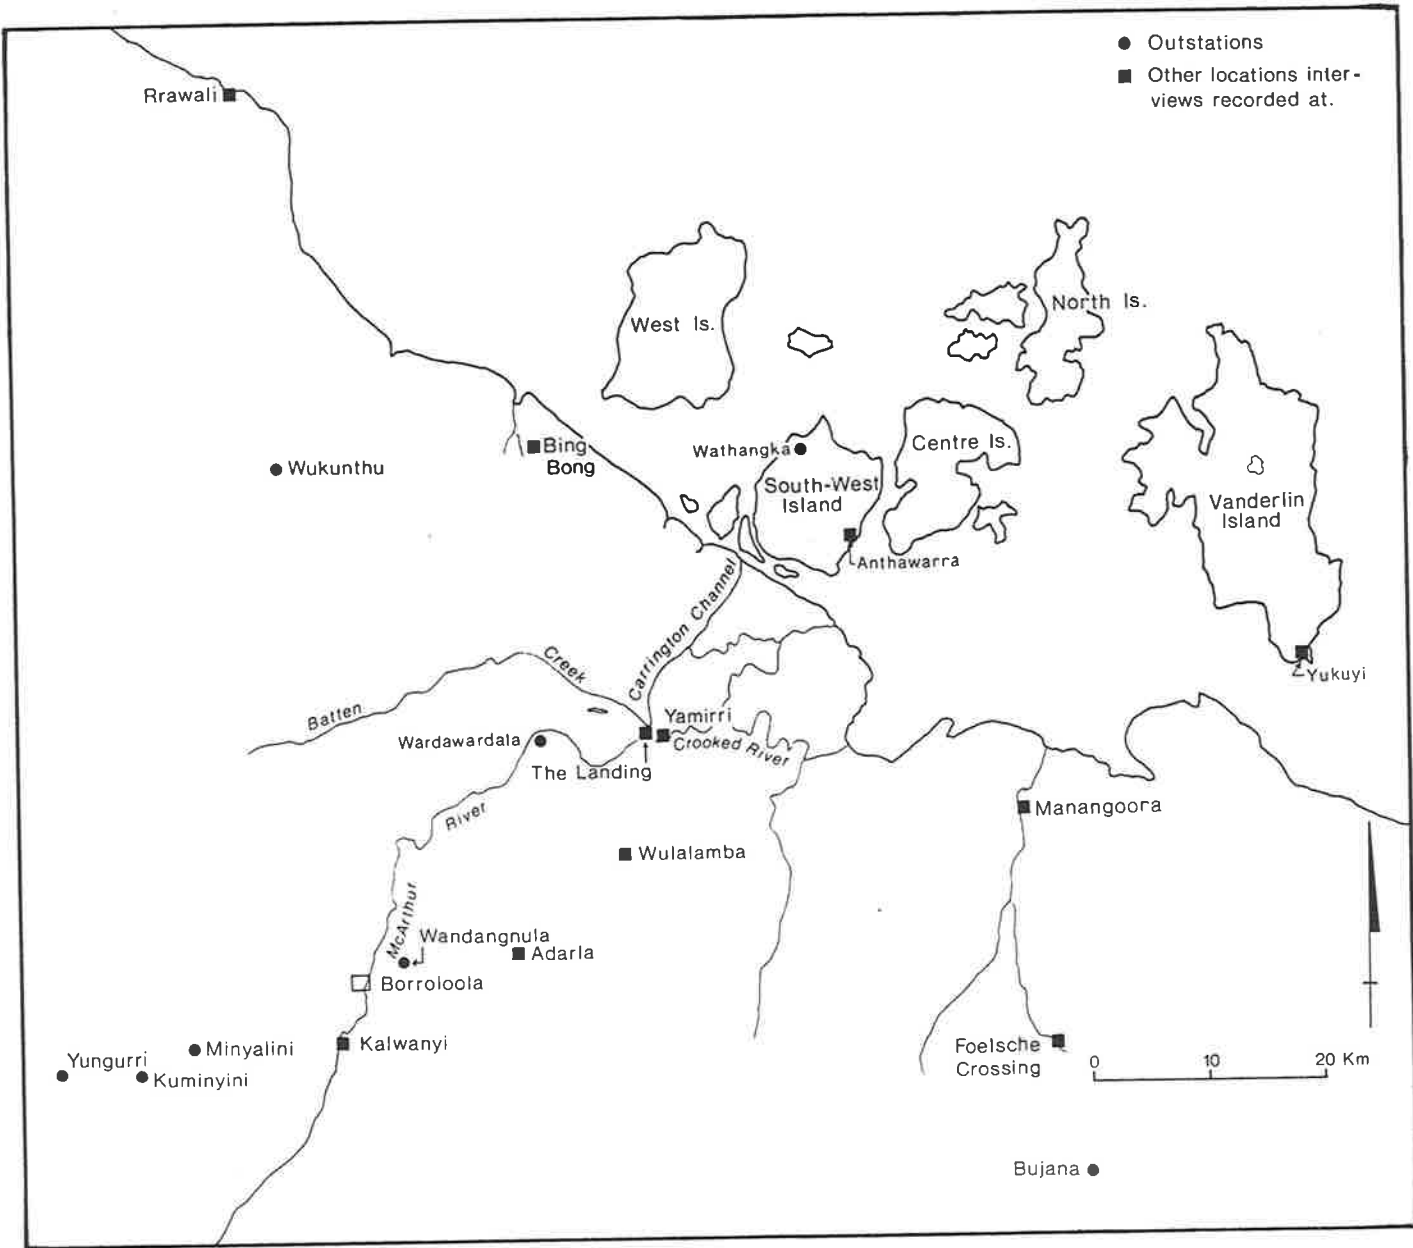 Outstations
Other locations inter-
views recorded at.
Rrawali
West Is.
North Is.
Bing
Bong
Wukunthu
Wathangka
Centre Is.
South-West
Island
Vanderlin
Island
Anthawarra
Carrington Channel
Creek
Batten
Yukuyi
Yamirri
Wardawardala
Crooked River
The Landing
River
Manangoora
Wulalamba
McArthur
Wandangnula
Adarla
Borroloola
Kalwanyi
Minyalini
Yungurri
Kuminyini
Foelsche
Crossing
0 10 20 Km
Bujana